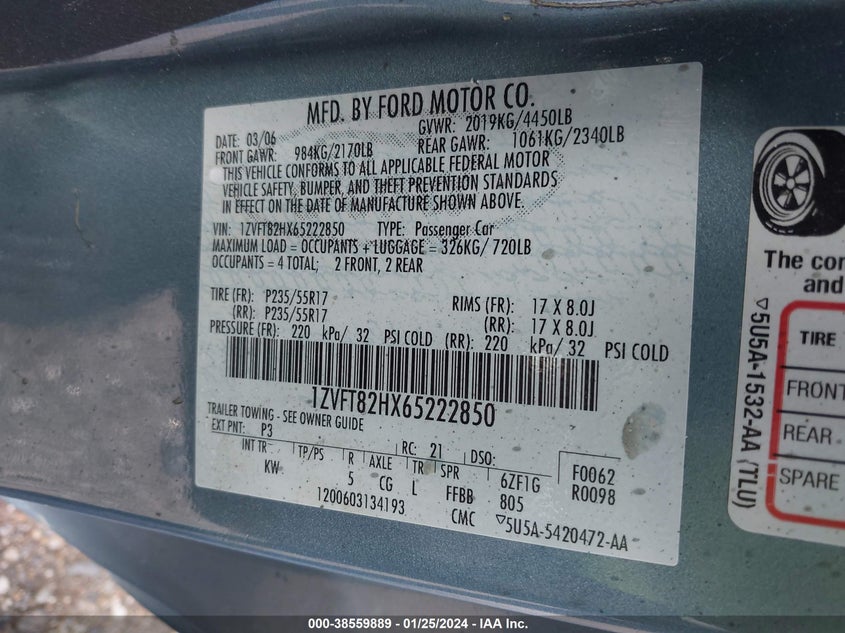 MFD. BY FORD MOTOR CO.
DATE: 03/06 GVWR: 2019KG/4450LB
FRONT GAWR: 984KG/2170LB REAR GAWR: 1061KG/2340LB
THIS VEHICLE CONFORMS TO ALL APPLICABLE FEDERAL MOTOR
VEHICLE SAFETY, BUMPER, AND THEFT PREVENTION STANDARDS
IN EFFECT ON THE DATE OF MANUFACTURE SHOWN ABOVE.
VIN: 1ZVFT82HX65222850 TYPE: Passenger Car
MAXIMUM LOAD = OCCUPANTS + LUGGAGE = 326KG/720LB
OCCUPANTS = 4 TOTAL; 2 FRONT, 2 REAR
TIRE (FR): P235/55R17 RIMS (FR): 17 X 8.0J
(RR): P235/55R17 (RR): 17 X 8.0J
PRESSURE (FR): 220 kPa/ 32 PSI COLD (RR): 220 kPa/ 32 PSI COLD
1ZVFT82HX65222850
TRAILER TOWING - SEE OWNER GUIDE
EXT PNT: P3 RC: 21 DSO:
INT TR TP/PS R AXLE TR SPR 6ZF1G F0062
KW 5 CG L FFBB 805 R0098
1200603134193 CMC ▽5U5A-5420472-AA
The con
and
▽5U5A-1532-AA (7LU)
TIRE
FRONT
REAR
SPARE
000-38559889 - 01/25/2024 - IAA Inc.